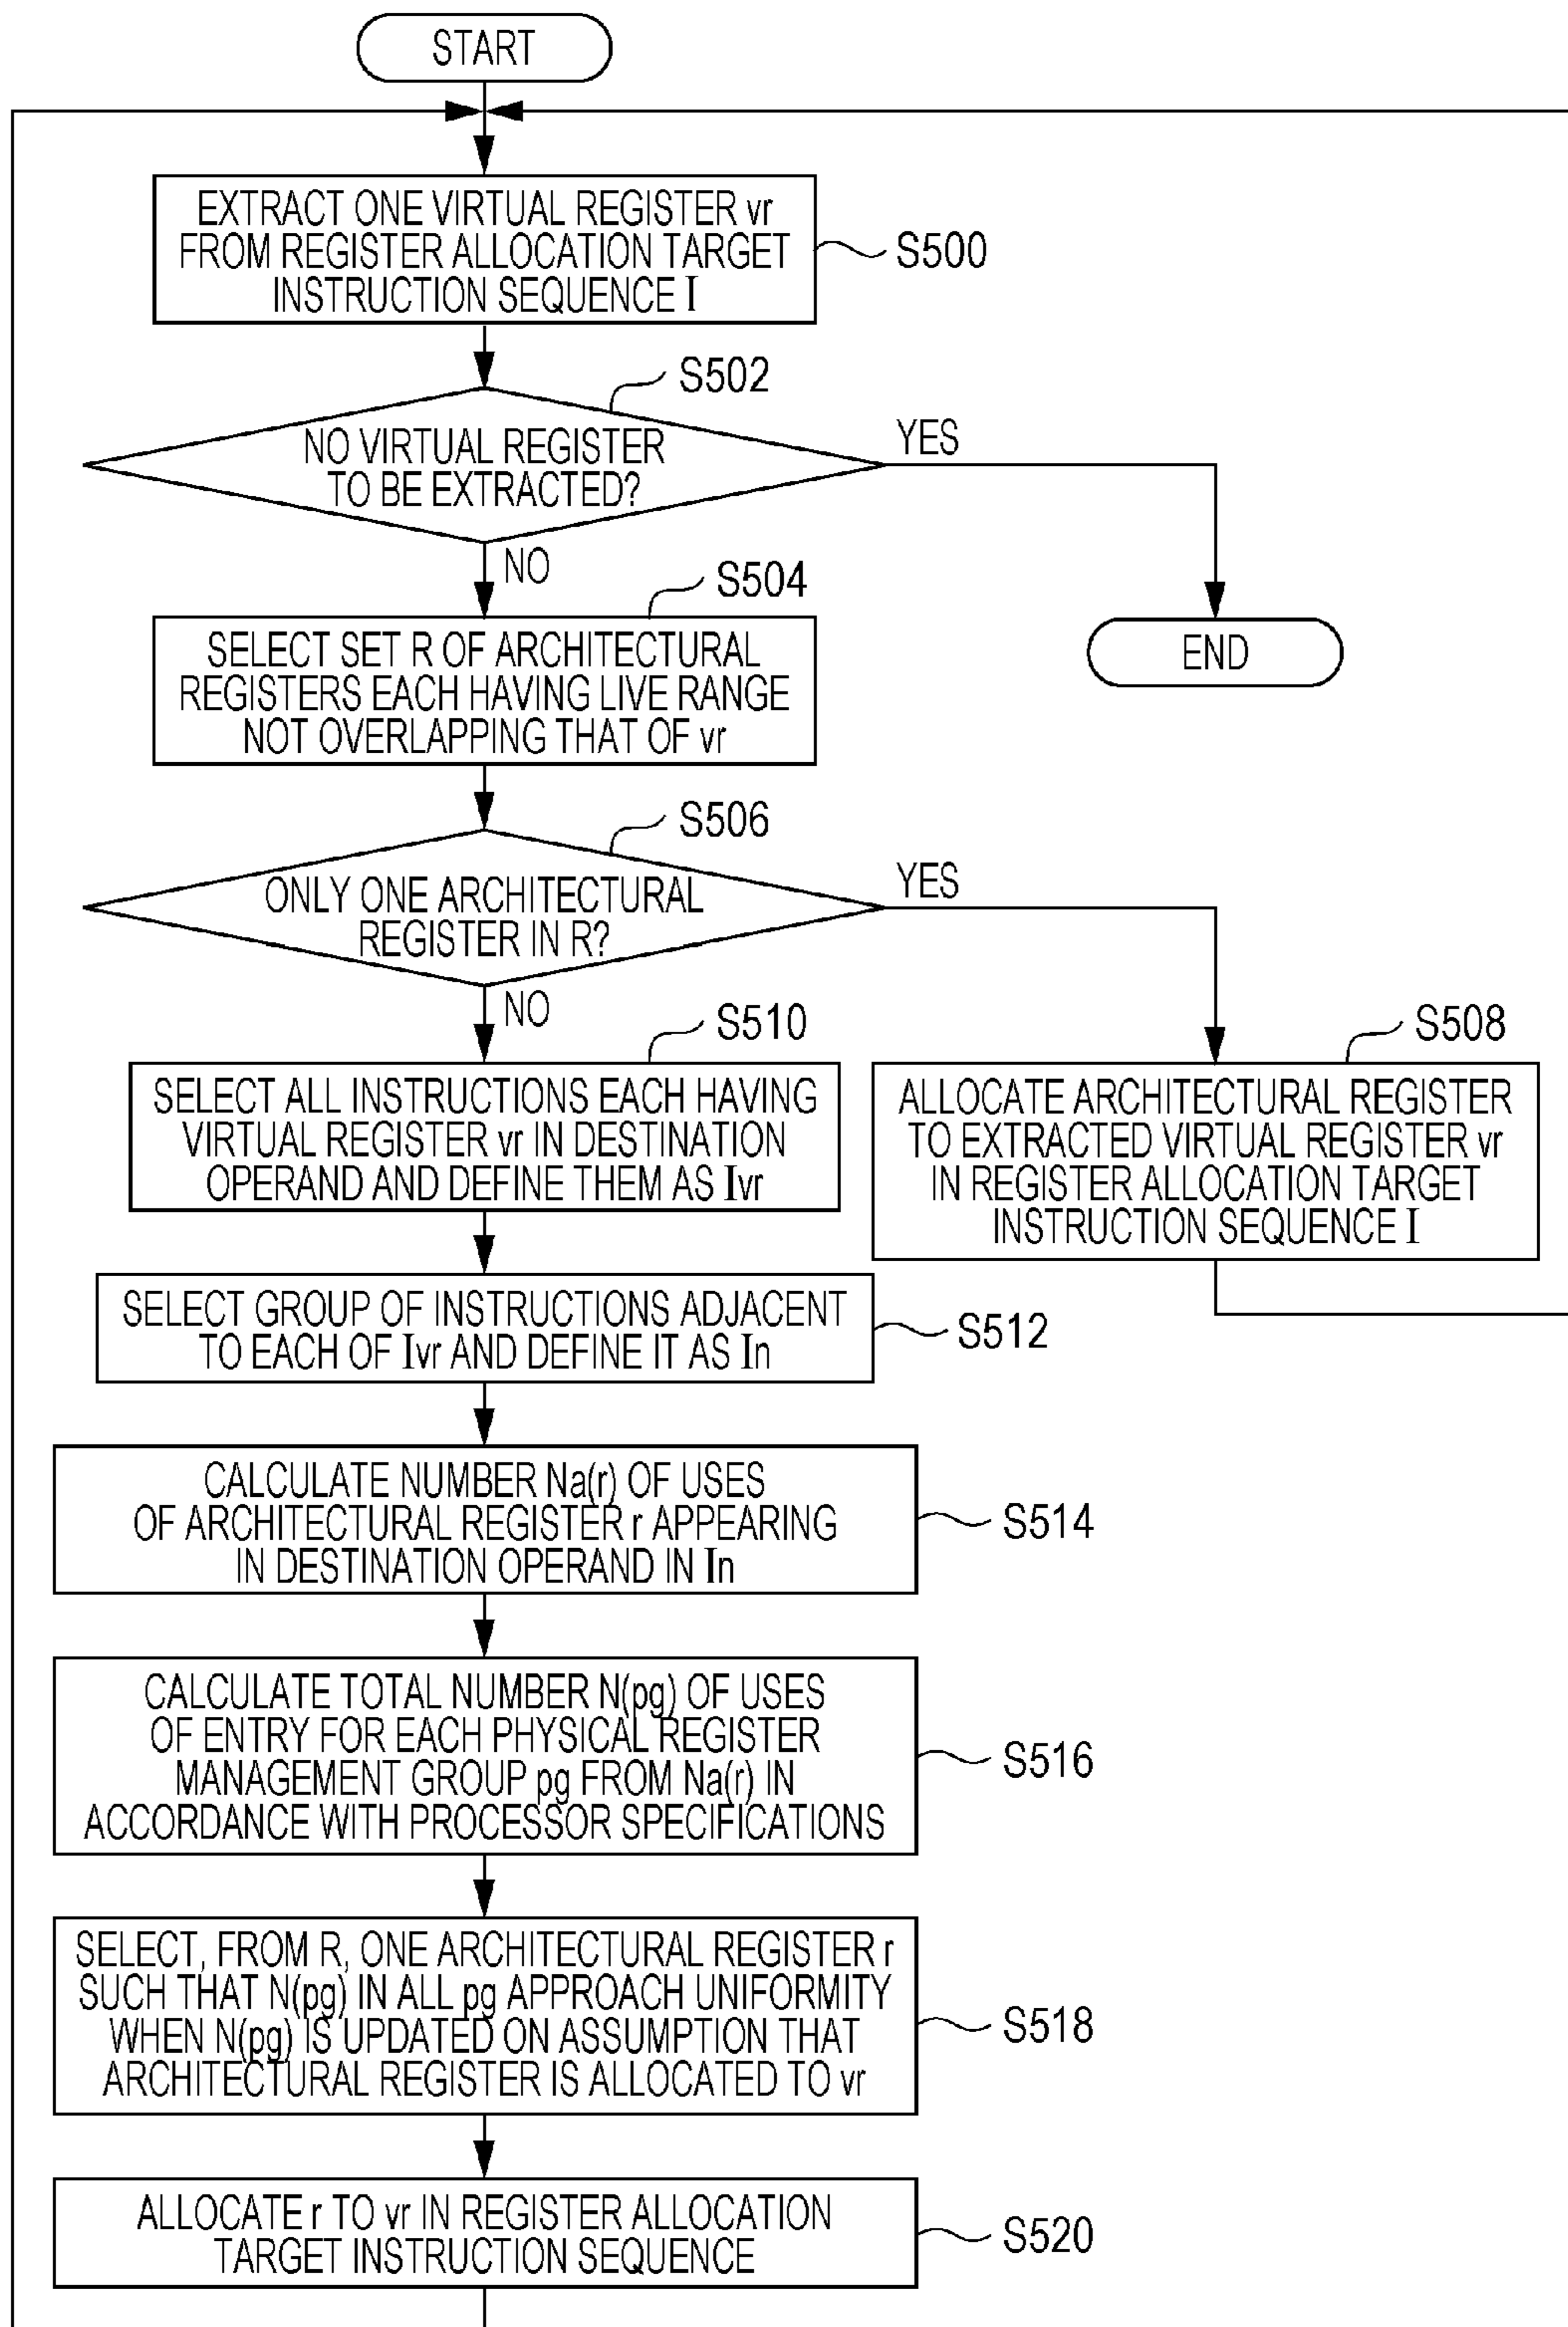 START
EXTRACT ONE VIRTUAL REGISTER vr
FROM REGISTER ALLOCATION TARGET
INSTRUCTION SEQUENCE I
S500
S502
NO VIRTUAL REGISTER
TO BE EXTRACTED?
YES
NO
END
S504
SELECT SET R OF ARCHITECTURAL
REGISTERS EACH HAVING LIVE RANGE
NOT OVERLAPPING THAT OF vr
S506
ONLY ONE ARCHITECTURAL
REGISTER IN R?
YES
NO
S508
ALLOCATE ARCHITECTURAL REGISTER
TO EXTRACTED VIRTUAL REGISTER vr
IN REGISTER ALLOCATION TARGET
INSTRUCTION SEQUENCE I
S510
SELECT ALL INSTRUCTIONS EACH HAVING
VIRTUAL REGISTER vr IN DESTINATION
OPERAND AND DEFINE THEM AS Ivr
SELECT GROUP OF INSTRUCTIONS ADJACENT
TO EACH OF Ivr AND DEFINE IT AS In
S512
CALCULATE NUMBER Na(r) OF USES
OF ARCHITECTURAL REGISTER r APPEARING
IN DESTINATION OPERAND IN In
S514
CALCULATE TOTAL NUMBER N(pg) OF USES
OF ENTRY FOR EACH PHYSICAL REGISTER
MANAGEMENT GROUP pg FROM Na(r) IN
ACCORDANCE WITH PROCESSOR SPECIFICATIONS
S516
SELECT, FROM R, ONE ARCHITECTURAL REGISTER r
SUCH THAT N(pg) IN ALL pg APPROACH UNIFORMITY
WHEN N(pg) IS UPDATED ON ASSUMPTION THAT
ARCHITECTURAL REGISTER IS ALLOCATED TO vr
S518
ALLOCATE r TO vr IN REGISTER ALLOCATION
TARGET INSTRUCTION SEQUENCE
S520